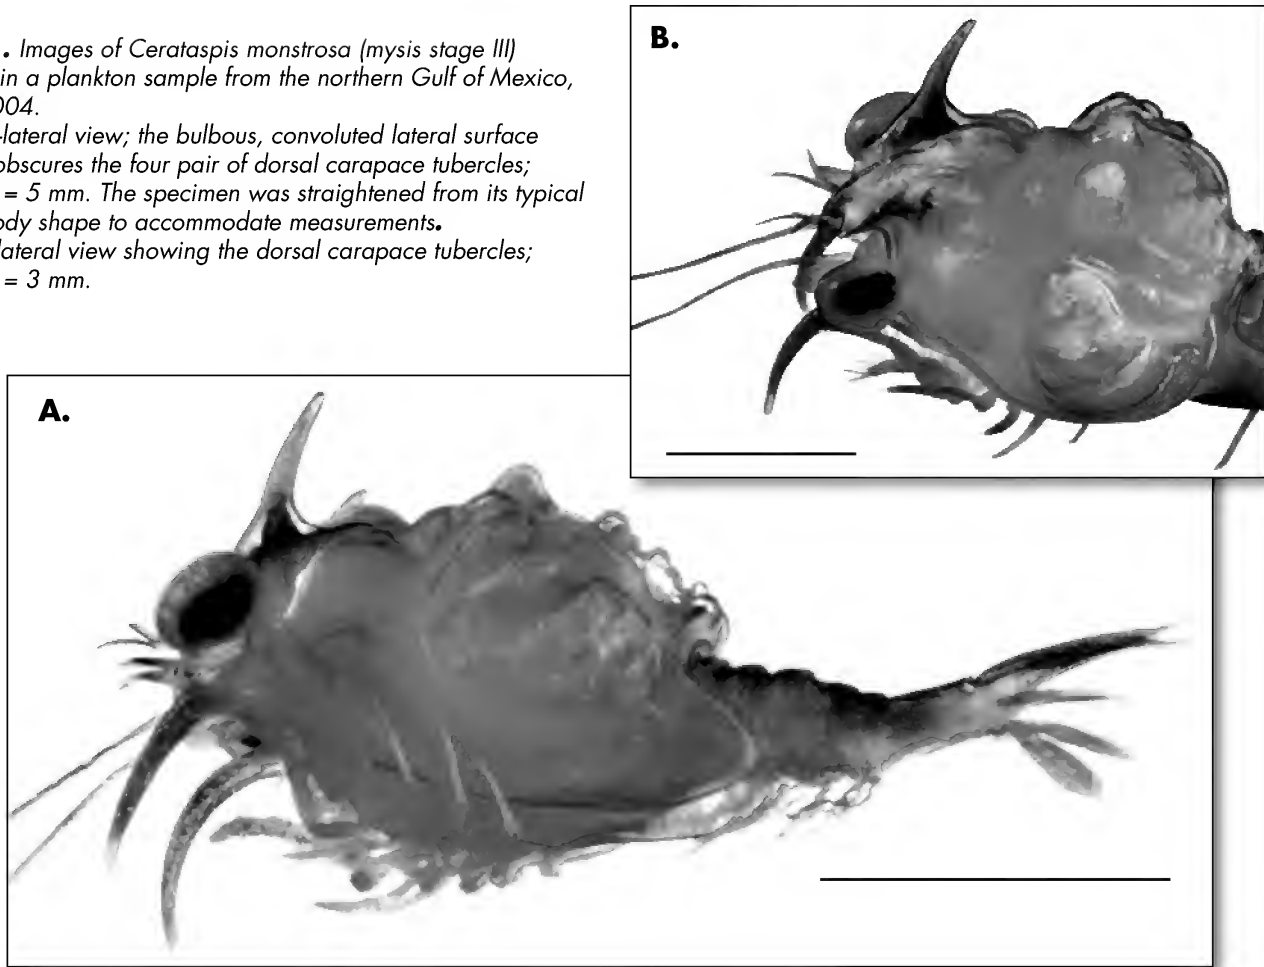 . Images of Cerataspis monstrosa (mysis stage III)
in a plankton sample from the northern Gulf of Mexico,
004.
-lateral view; the bulbous, convoluted lateral surface
obscures the four pair of dorsal carapace tubercles;
= 5 mm. The specimen was straightened from its typical
ody shape to accommodate measurements.
lateral view showing the dorsal carapace tubercles;
= 3 mm.
B.
A.